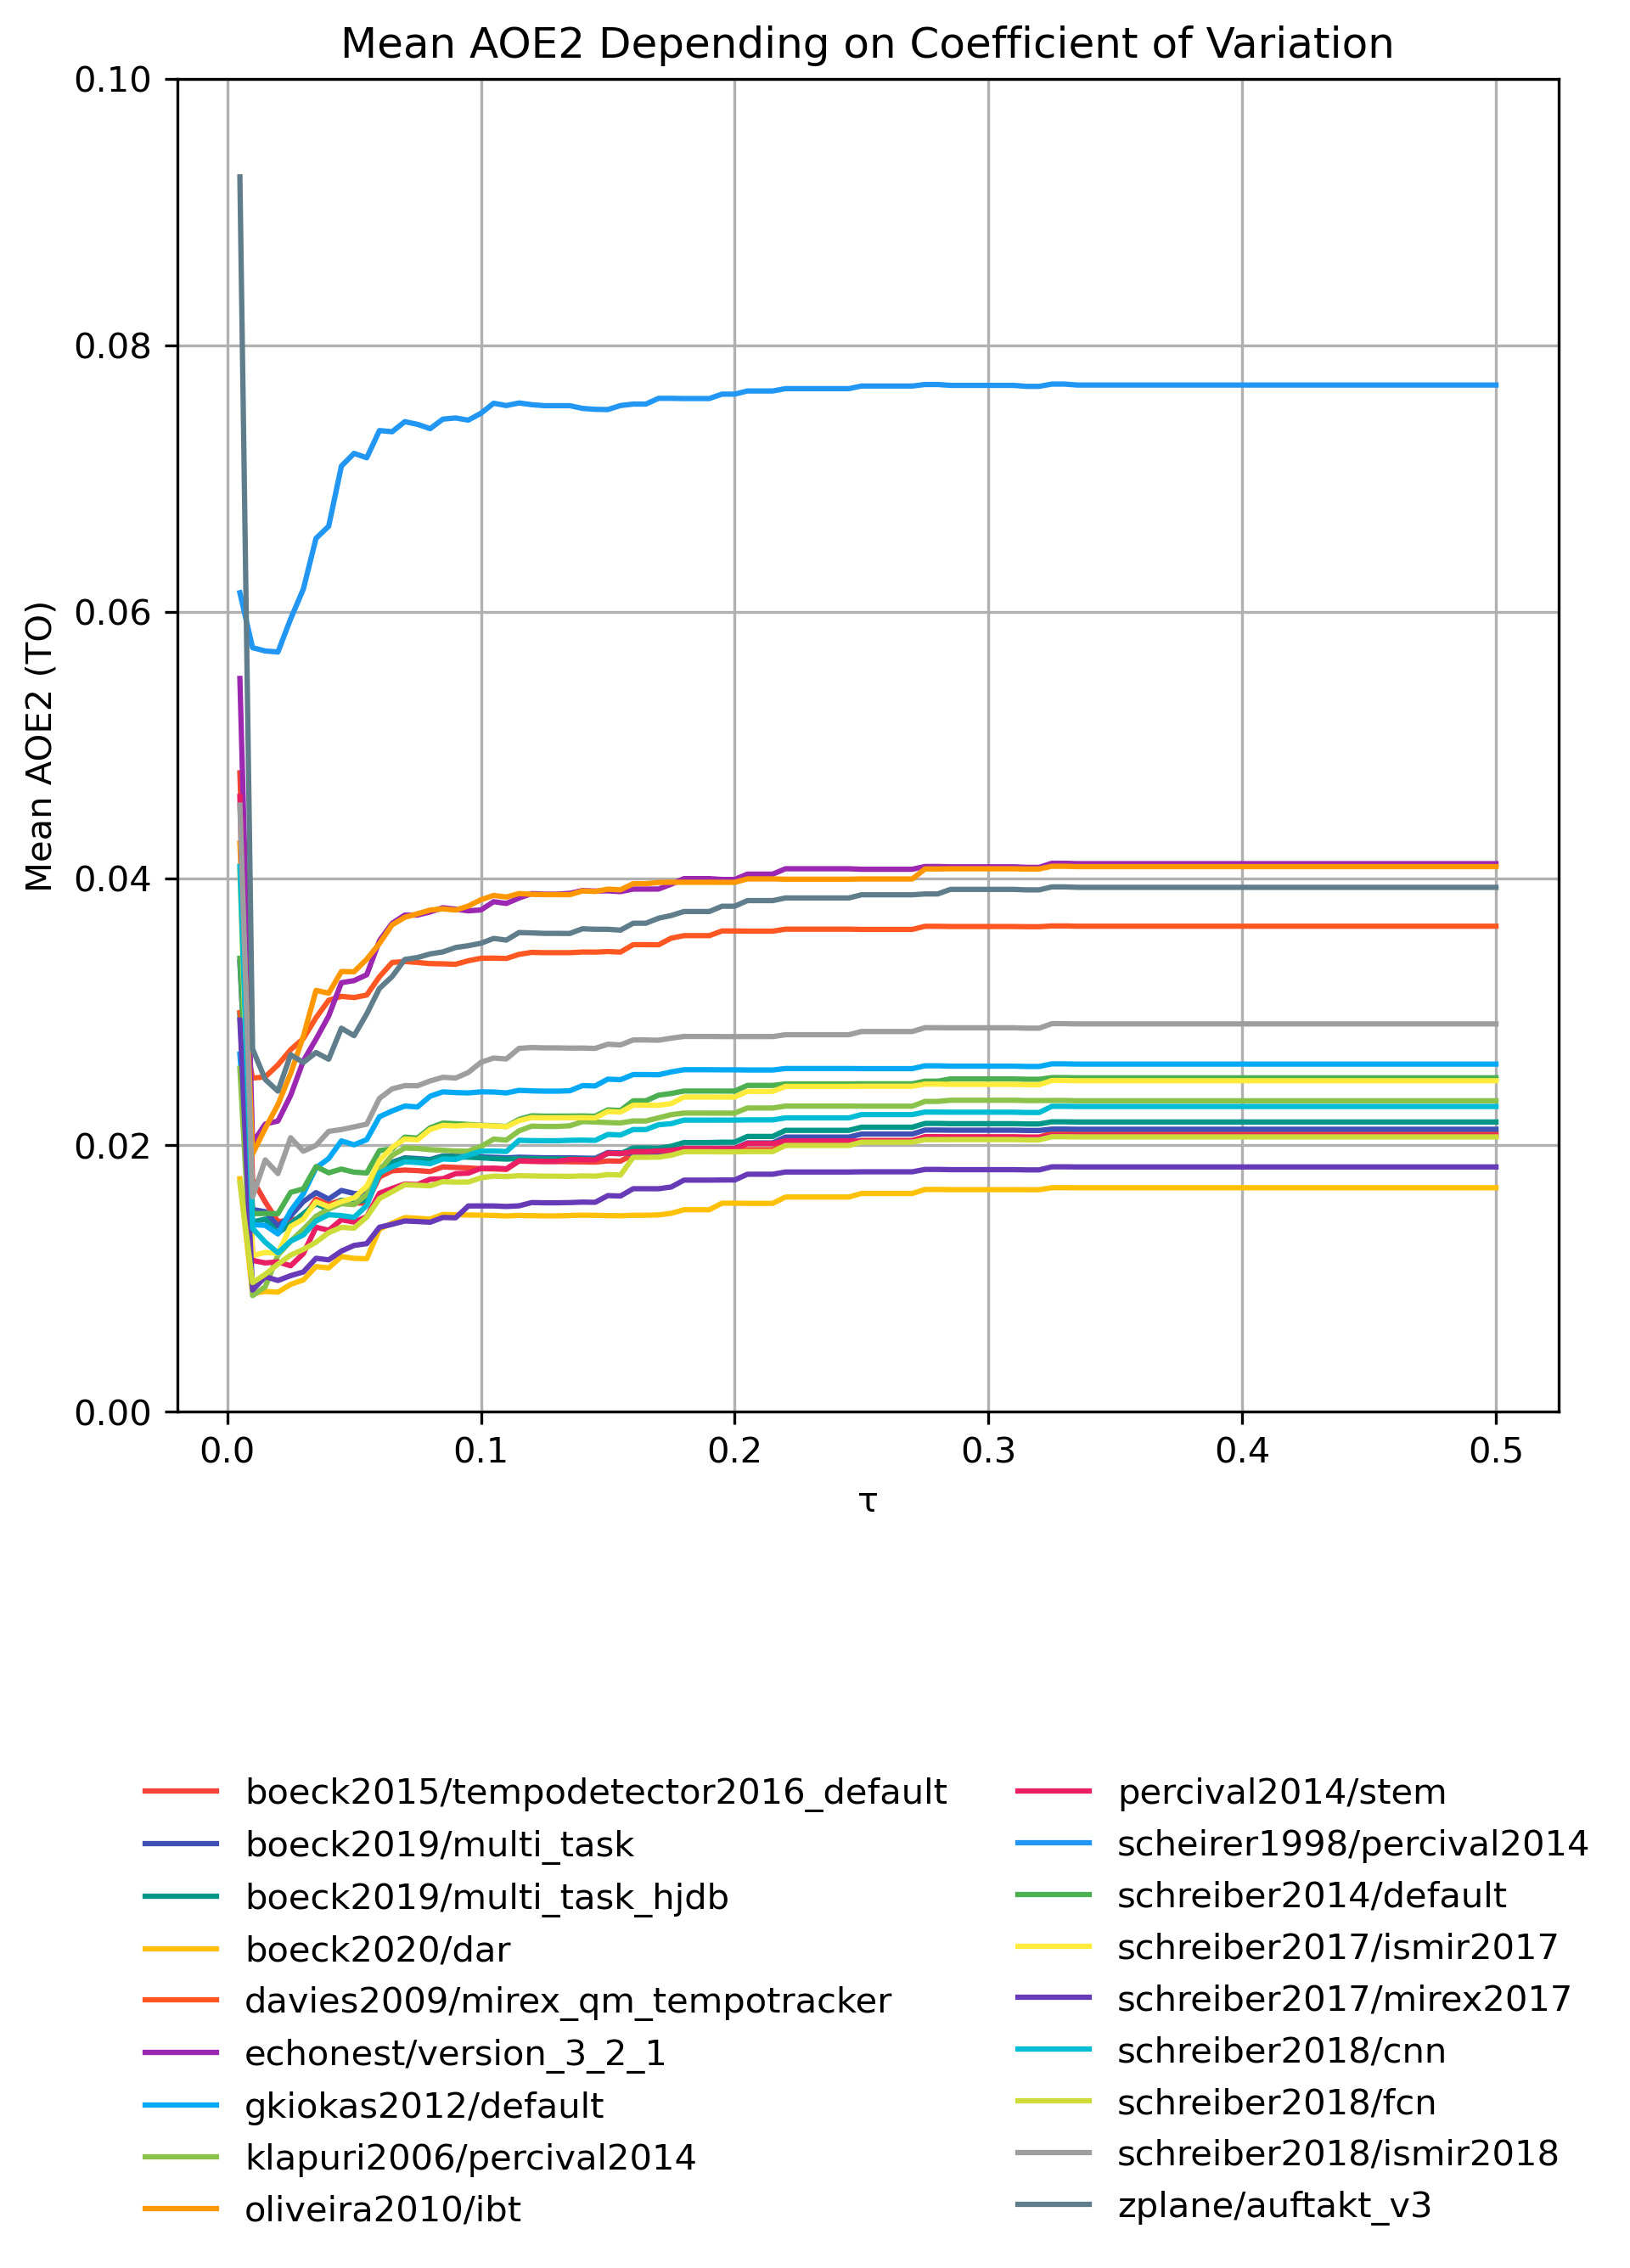 Mean AOE2 Depending on Coefficient of Variation
0.10
0.08
0.06
0.04
0.02
0.00
Mean AOE2 (TO)
0.0 0.1 0.2 0.3 0.4 0.5
τ
boeck2015/tempodetector2016_default
boeck2019/multi_task
boeck2019/multi_task_hjdb
boeck2020/dar
davies2009/mirex_qm_tempotracker
echonest/version_3_2_1
gkiokas2012/default
klapuri2006/percival2014
oliveira2010/ibt
percival2014/stem
scheirer1998/percival2014
schreiber2014/default
schreiber2017/ismir2017
schreiber2017/mirex2017
schreiber2018/cnn
schreiber2018/fcn
schreiber2018/ismir2018
zplane/auftakt_v3